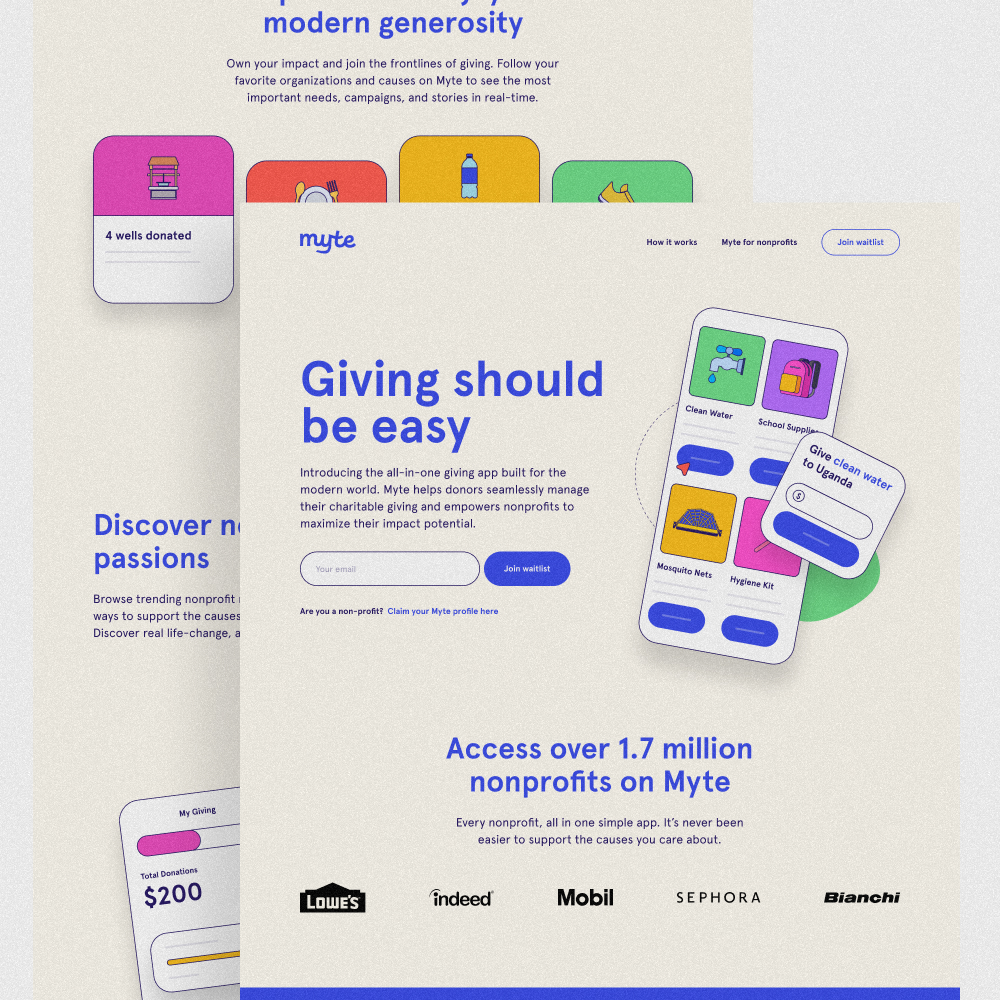 modern generosity
Own your impact and join the frontlines of giving. Follow your
favorite organizations and causes on Myte to see the most
important needs, campaigns, and stories in real-time.
4 wells donated
Discover
passions
Browse trending nonprofit
ways to support the causes
Discover real life-change, a
My Giving
Total Donations
$200
myte
How it works
Myte for nonprofits
Join waitlist
Giving should
be easy
Introducing the all-in-one giving app built for the
modern world. Myte helps donors seamlessly manage
their charitable giving and empowers nonprofits to
maximize their impact potential.
Your email
Join waitlist
Are you a non-profit? Claim your Myte profile here
Clean Water
School Supplies
Give clean water
to Uganda
$
Mosquito Nets
Hygiene Kit
Access over 1.7 million
nonprofits on Myte
Every nonprofit, all in one simple app. It's never been
easier to support the causes you care about.
LOWE'S
indeed
Mobil
SEPHORA
Bianchi